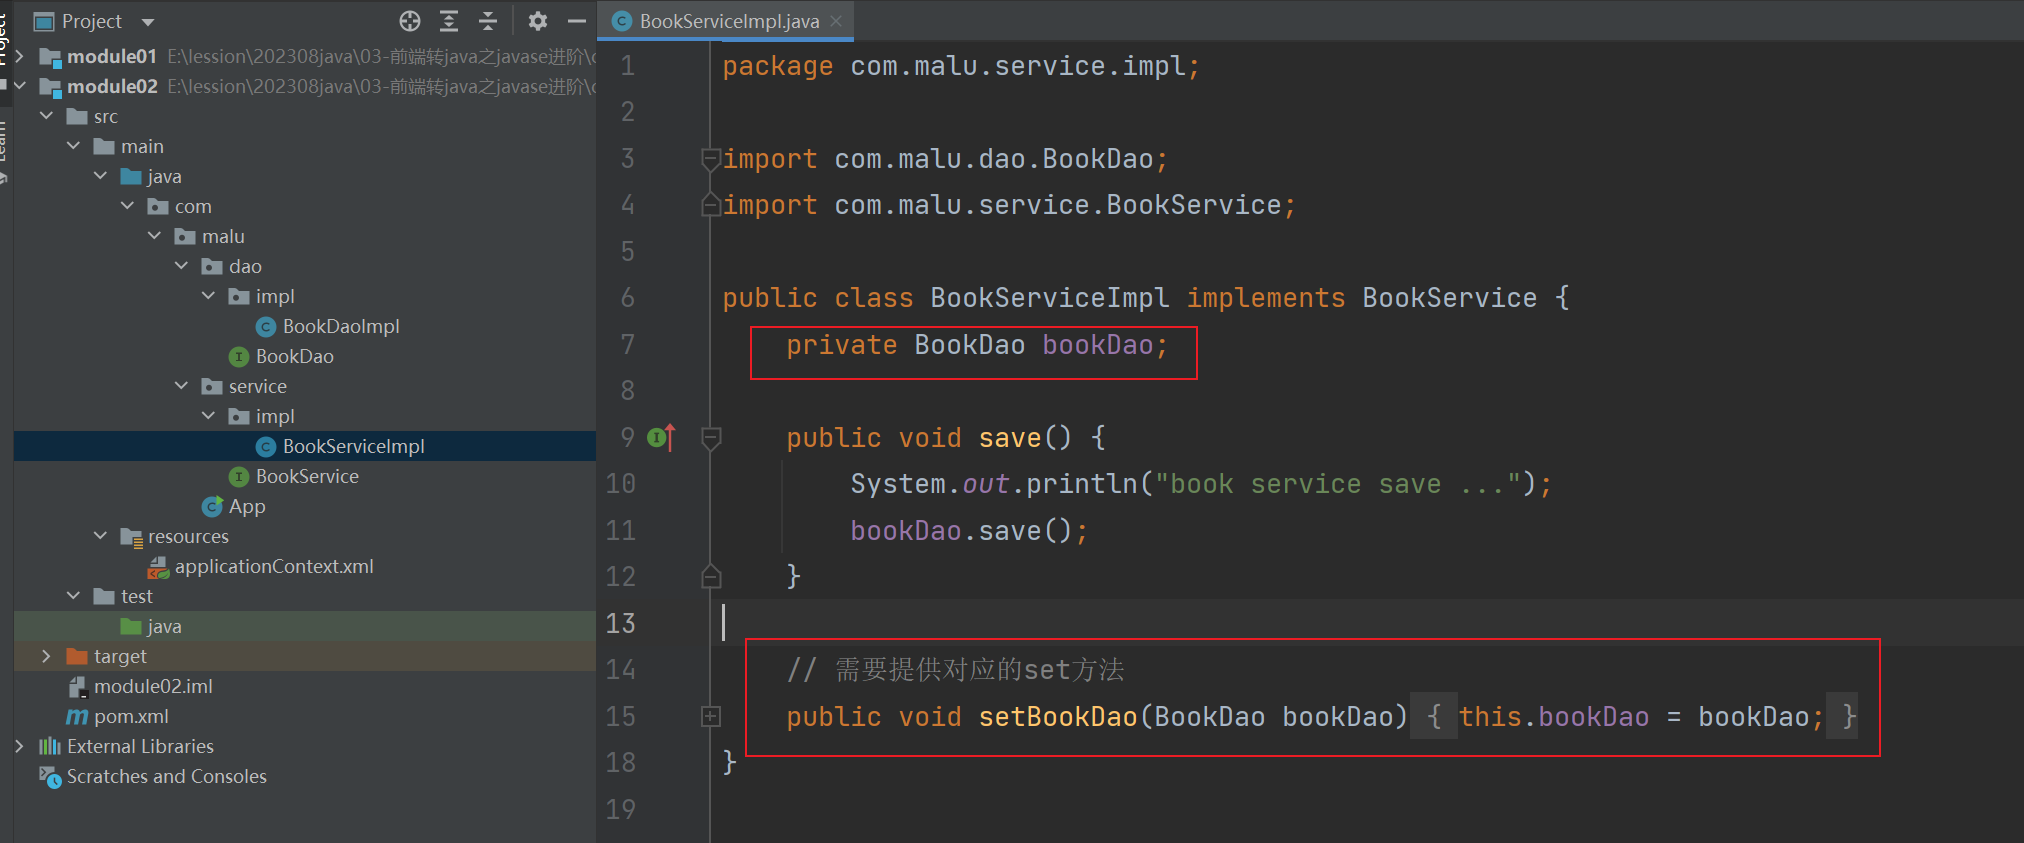 Project
BookServiceImpl.java
Project
module01 E:\lession\202308java\03-前端转java之javase进阶\
module02 E:\lession\202308java\03-前端转java之javase进阶\
Learn
src
main
java
com
malu
dao
impl
BookDaoImpl
BookDao
service
impl
BookServiceImpl
BookService
App
resources
applicationContext.xml
test
java
target
module02.iml
pom.xml
External Libraries
Scratches and Consoles
1 package com.malu.service.impl;
2
3 import com.malu.dao.BookDao;
4 import com.malu.service.BookService;
5
6 public class BookServiceImpl implements BookService {
7 private BookDao bookDao;
8
9 public void save() {
10 System.out.println("book service save ...");
11 bookDao.save();
12 }
13
14 // 需要提供对应的set方法
15 public void setBookDao(BookDao bookDao) { this.bookDao = bookDao; }
18 }
19